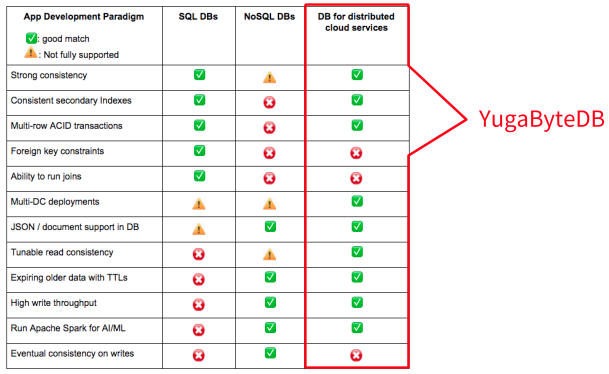 App Development Paradigm SQL DBs NoSQL DBs DB for distributed
cloud services
✅: good match
⚠: Not fully supported
Strong consistency
Consistent secondary Indexes
Multi-row ACID transactions
Foreign key constraints
Ability to run joins
Multi-DC deployments
JSON / document support in DB
Tunable read consistency
Expiring older data with TTLs
High write throughput
Run Apache Spark for AI/ML
Eventual consistency on writes
YugaByteDB